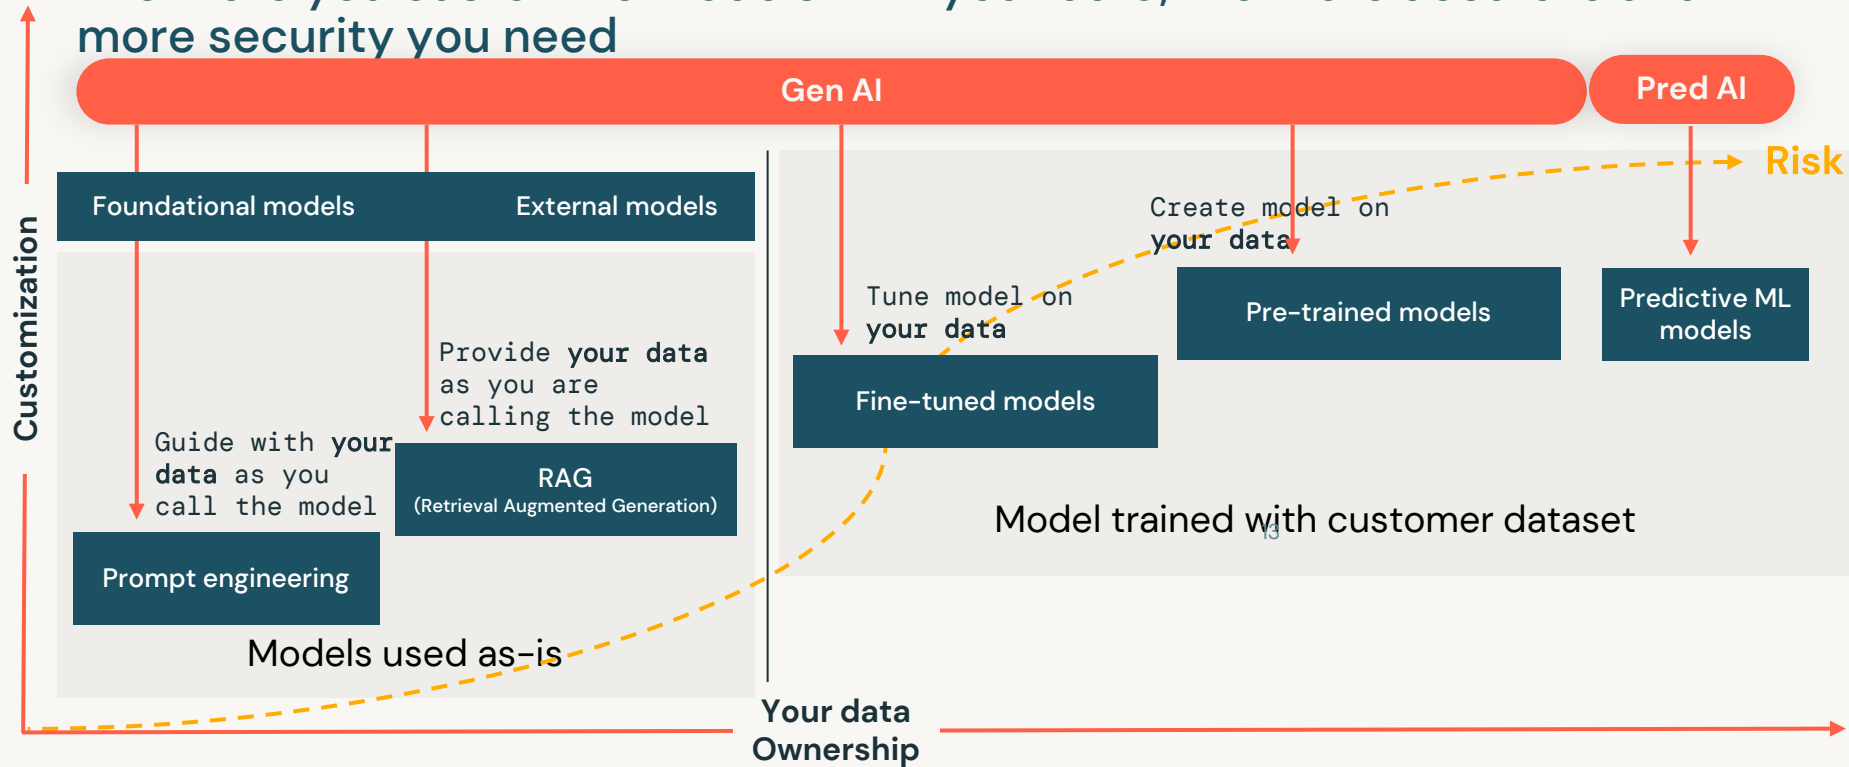 more security you need
Gen AI
Pred AI
Risk
Customization
Foundational models
External models
Create model on
your data
Tune model on
your data
Pre-trained models
Predictive ML
models
Provide your data
as you are
calling the model
Fine-tuned models
Guide with your
data as you
call the model
RAG
(Retrieval Augmented Generation)
Prompt engineering
Model trained with customer dataset
13
Models used as-is
Your data
Ownership